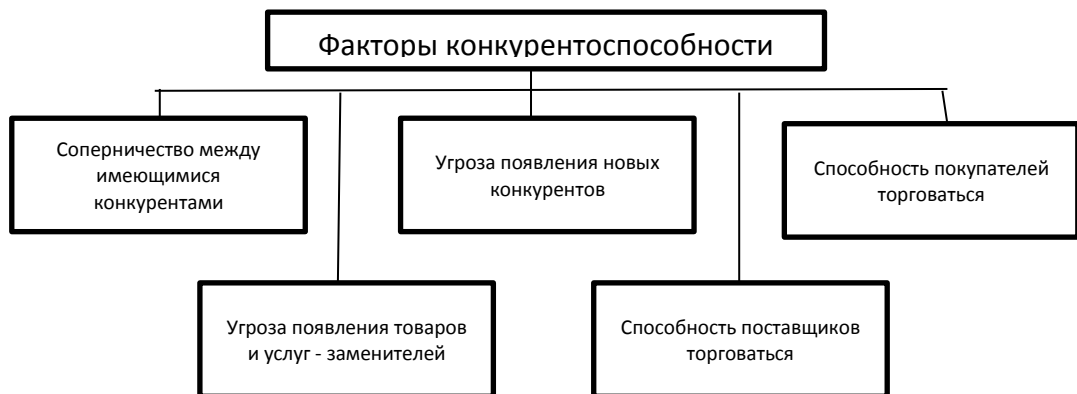 Факторы конкурентоспособности
Соперничество между
имеющимися
конкурентами
Угроза появления новых
конкурентов
Способность покупателей
торговаться
Угроза появления товаров
и услуг - заменителей
Способность поставщиков
торговаться